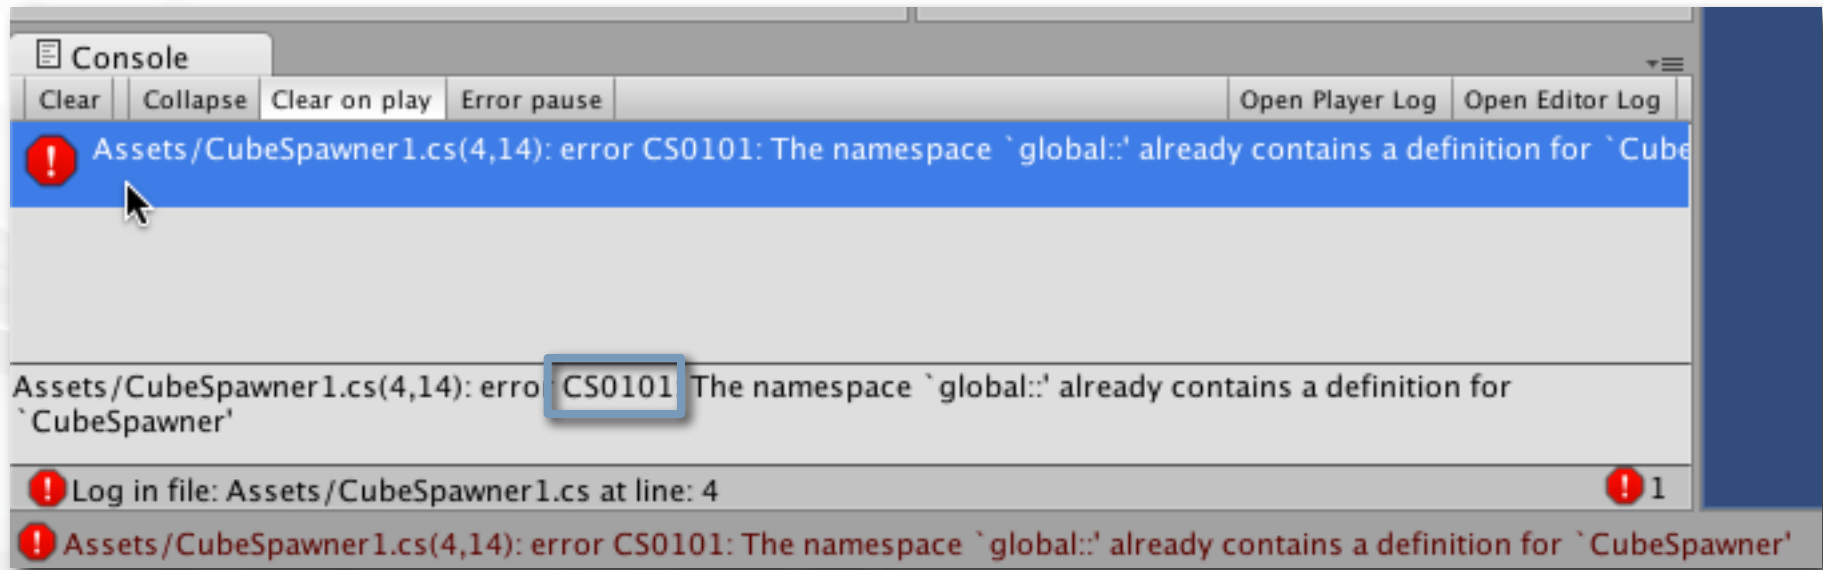 Console
Clear Collapse Clear on play Error pause Open Player Log Open Editor Log
Assets/CubeSpawner1.cs(4,14): error CS0101: The namespace `global::' already contains a definition for `Cube
Assets/CubeSpawner1.cs(4,14): error CS0101: The namespace `global::' already contains a definition for
`CubeSpawner'
Log in file: Assets/CubeSpawner1.cs at line: 4 1
Assets/CubeSpawner1.cs(4,14): error CS0101: The namespace `global::' already contains a definition for `CubeSpawner'